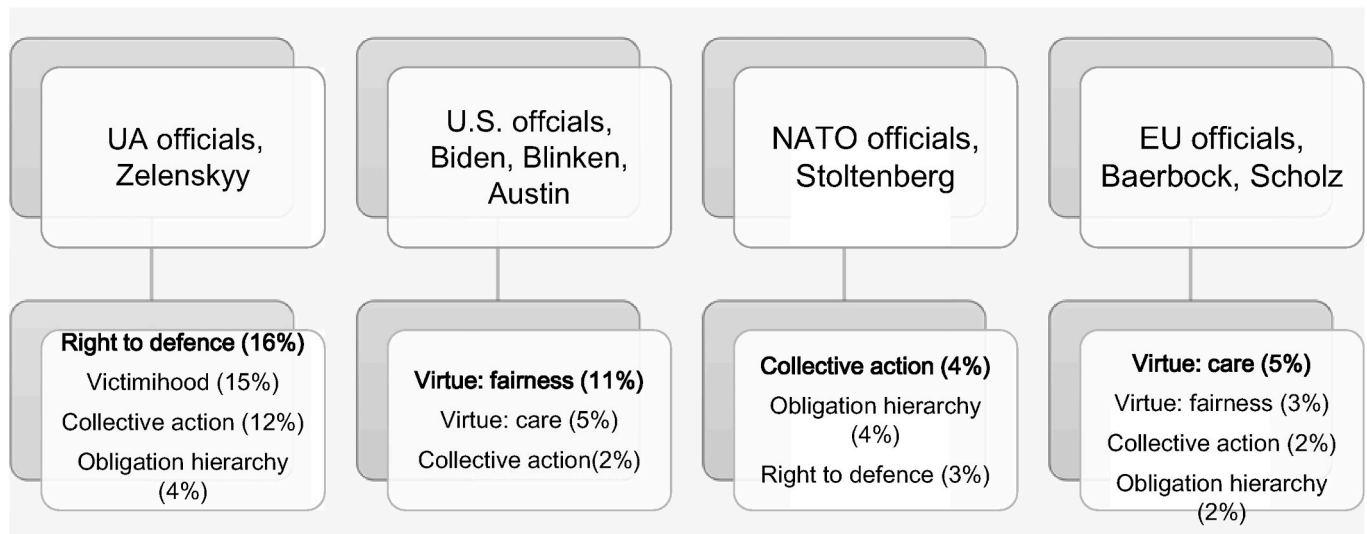 UA officials,
Zelenskyy
U.S. offcials,
Biden, Blinken,
Austin
NATO officials,
Stoltenberg
EU officials,
Baerbock, Scholz
Right to defence (16%)
Victimihood (15%)
Collective action (12%)
Obligation hierarchy
(4%)
Virtue: fairness (11%)
Virtue: care (5%)
Collective action(2%)
Collective action (4%)
Obligation hierarchy
(4%)
Right to defence (3%)
Virtue: care (5%)
Virtue: fairness (3%)
Collective action (2%)
Obligation hierarchy
(2%)